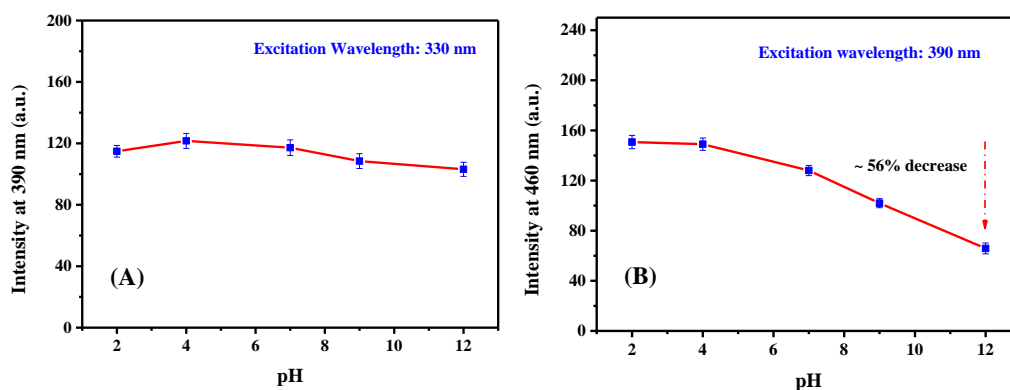 200
160
120
80
40
0
Intensity at 390 nm (a.u.)
Excitation Wavelength: 330 nm
(A)
2 4 6 8 10 12
pH
240
200
160
120
80
40
0
Intensity at 460 nm (a.u.)
Excitation wavelength: 390 nm
~ 56% decrease
(B)
2 4 6 8 10 12
pH